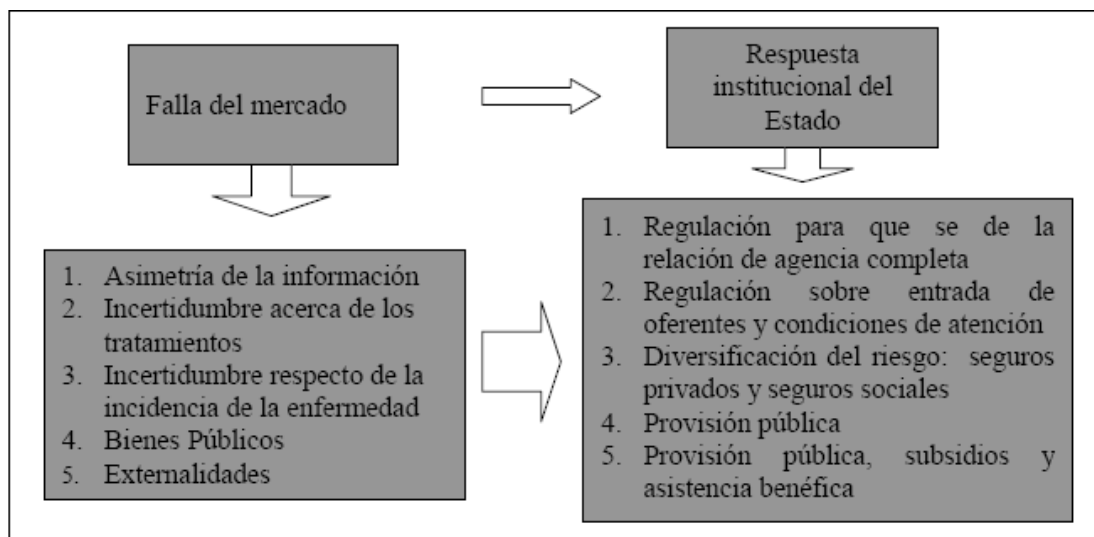 Falla del mercado
Respuesta
institucional del
Estado
1. Asimetría de la información
2. Incertidumbre acerca de los
tratamientos
3. Incertidumbre respecto de la
incidencia de la enfermedad
4. Bienes Públicos
5. Externalidades
1. Regulación para que se de la
relación de agencia completa
2. Regulación sobre entrada de
oferentes y condiciones de atención
3. Diversificación del riesgo: seguros
privados y seguros sociales
4. Provisión pública
5. Provisión pública, subsidios y
asistencia benéfica